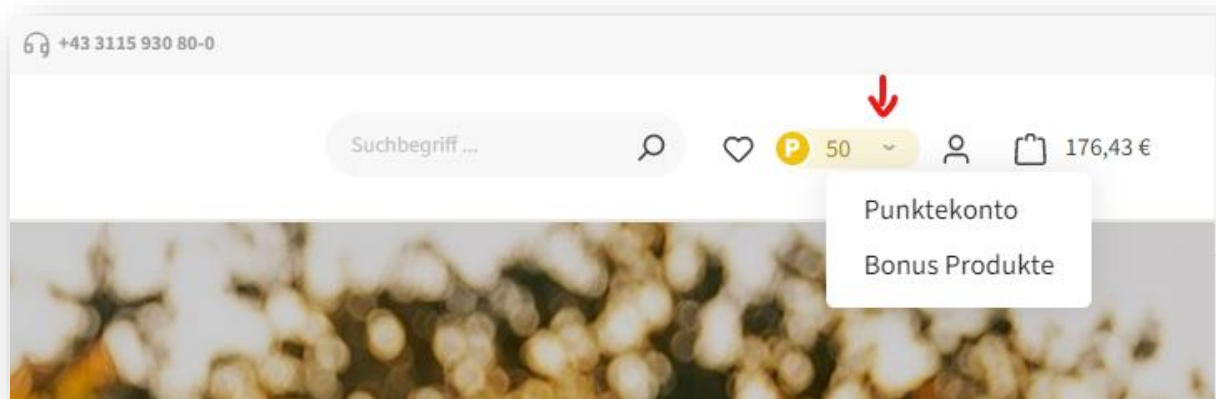 +43 3115 930 80-0
Suchbegriff ...
P 50
176,43 €
Punktekonto
Bonus Produkte